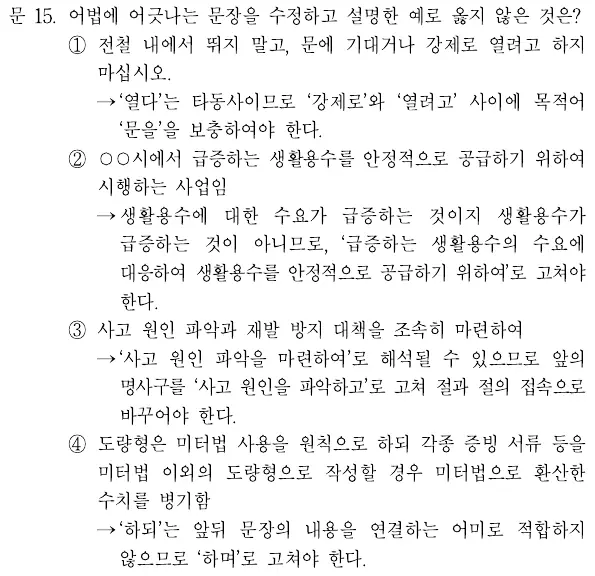 문 15. 어법에 어긋나는 문장을 수정하고 설명한 예로 옳지 않은 것은?
① 전철 내에서 뛰지 말고, 문에 기대거나 강제로 열려고 하지
마십시오.
→‘열다’는 타동사이므로 ‘강제로’와 ‘열려고’ 사이에 목적어
‘문을’을 보충하여야 한다.
② ○○시에서 급증하는 생활용수를 안정적으로 공급하기 위하여
시행하는 사업임
→생활용수에 대한 수요가 급증하는 것이지 생활용수가
급증하는 것이 아니므로, ‘급증하는 생활용수의 수요에
대응하여 생활용수를 안정적으로 공급하기 위하여’로 고쳐야
한다.
③ 사고 원인 파악과 재발 방지 대책을 조속히 마련하여
→‘사고 원인 파악을 마련하여’로 해석될 수 있으므로 앞의
명사구를 ‘사고 원인을 파악하고’로 고쳐 절과 절의 접속으로
바꾸어야 한다.
④ 도량형은 미터법 사용을 원칙으로 하되 각종 증빙 서류 등을
미터법 이외의 도량형으로 작성할 경우 미터법으로 환산한
수치를 병기함
→‘하되’는 앞뒤 문장의 내용을 연결하는 어미로 적합하지
않으므로 ‘하며’로 고쳐야 한다.